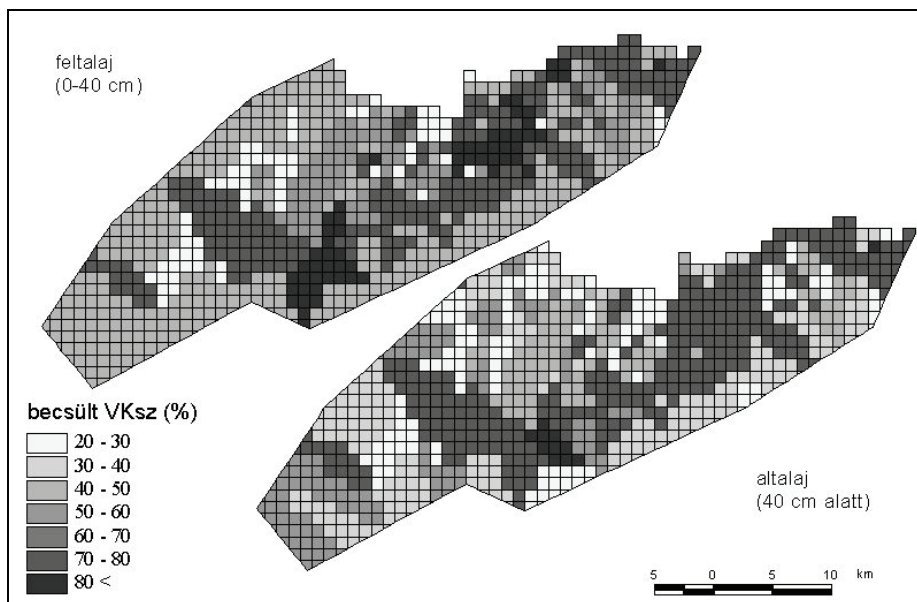 feltalaj
(0-40 cm)
becsült VKsz (%)
20 - 30
30 - 40
40 - 50
50 - 60
60 - 70
70 - 80
80 <
altalaj
(40 cm alatt)
5 0 5 10 km